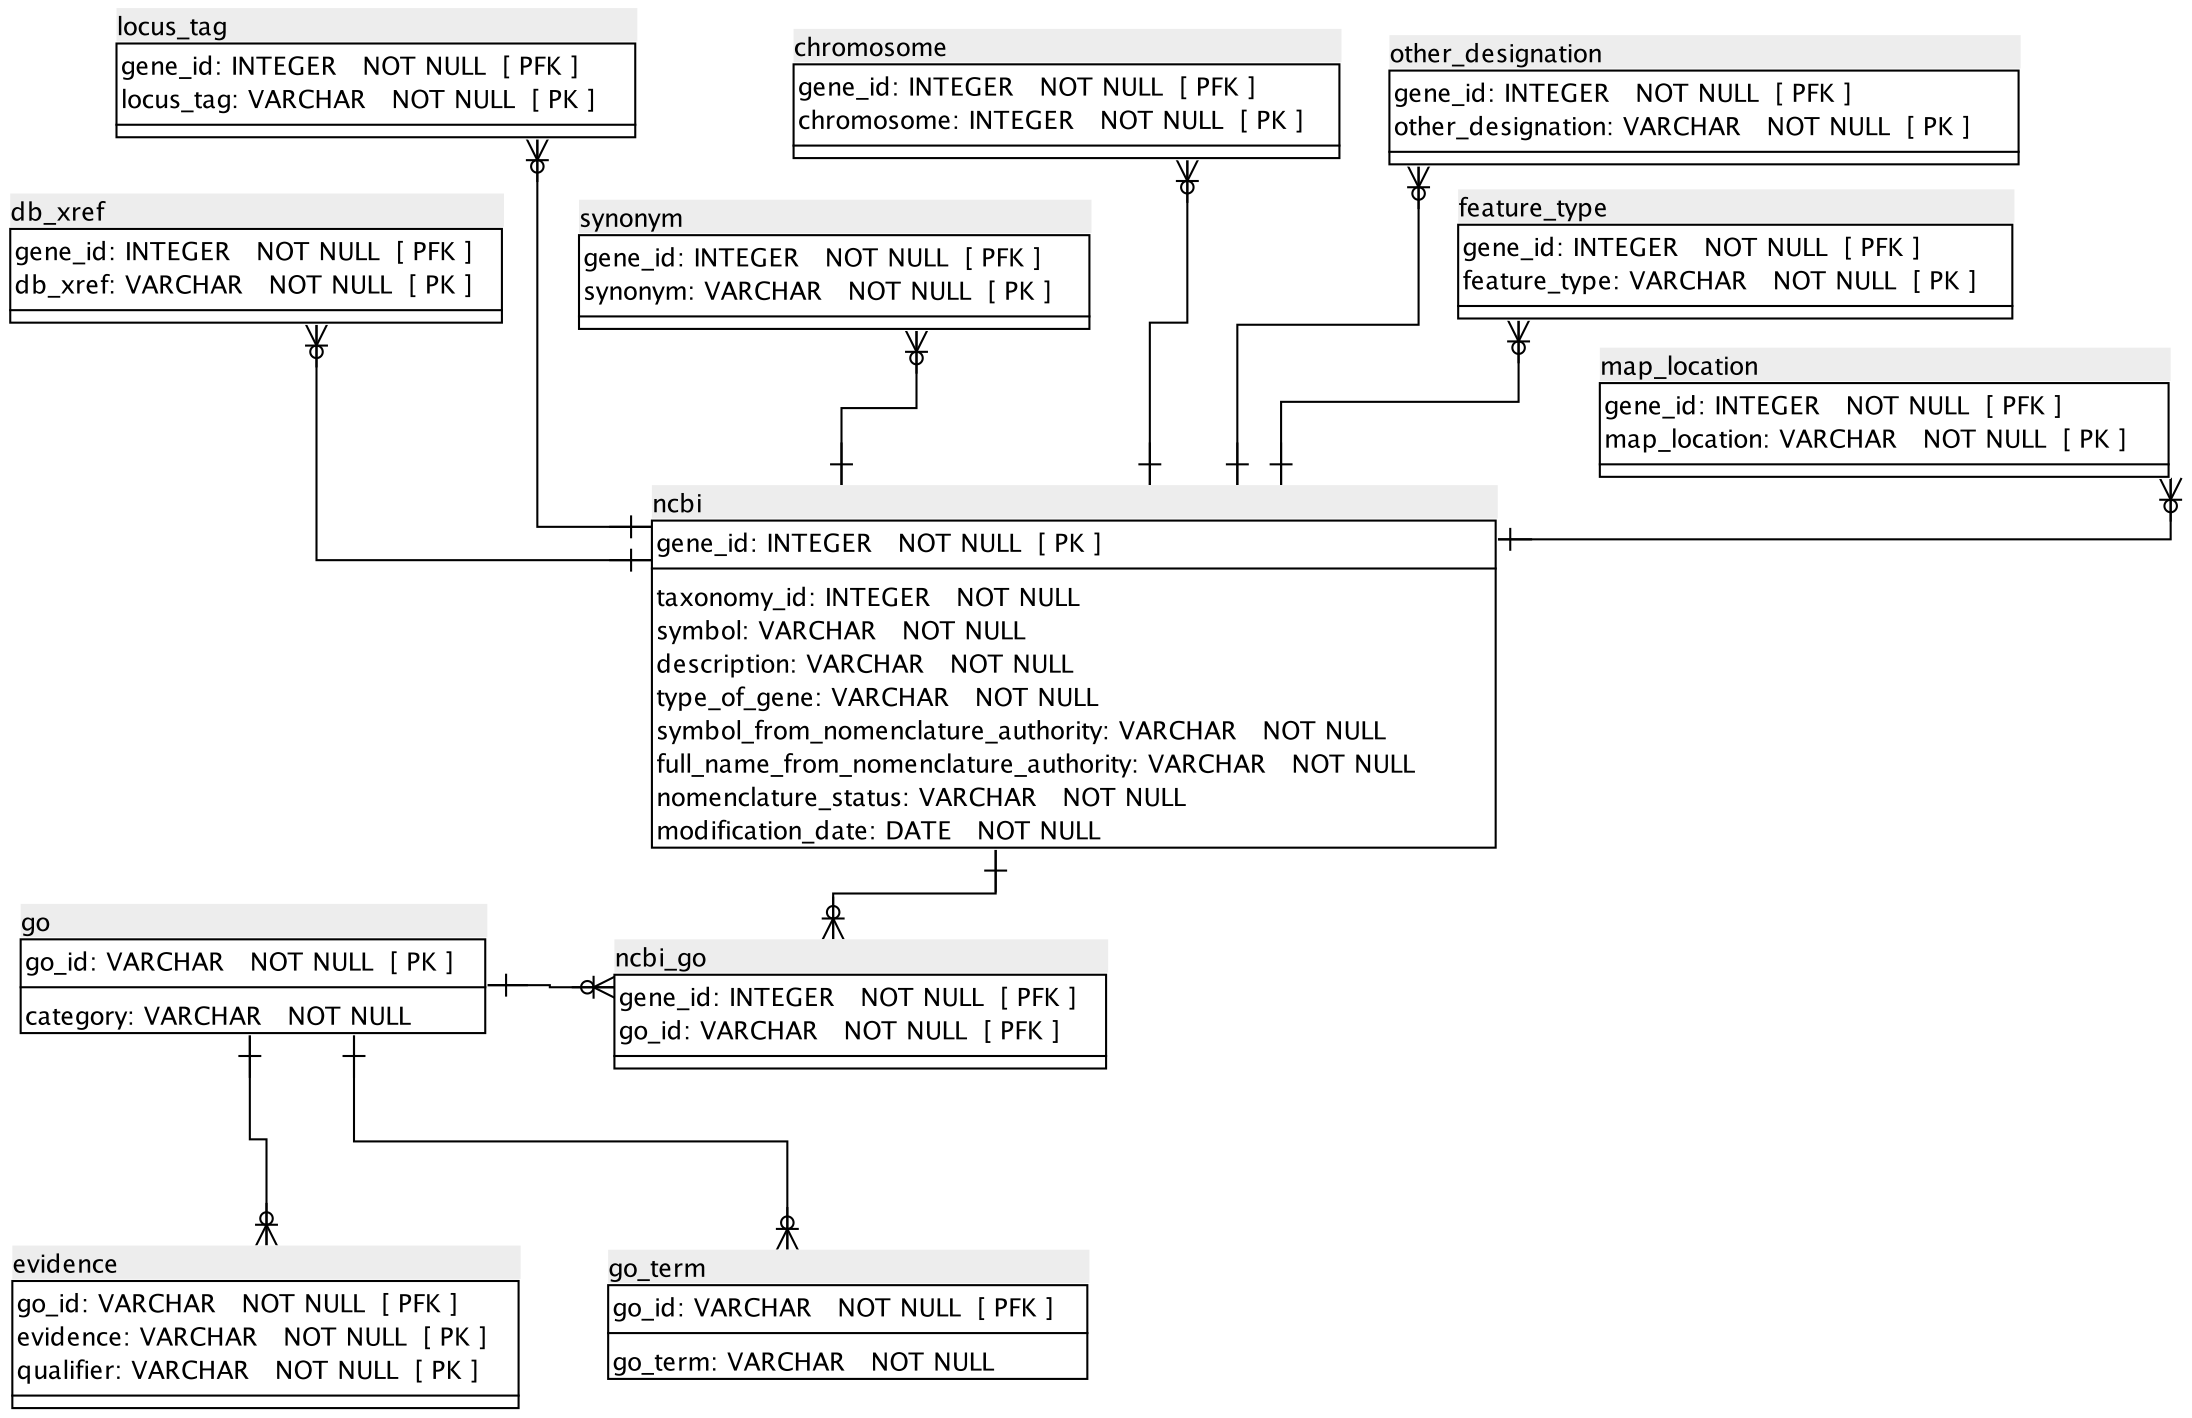 locus_tag
gene_id: INTEGER NOT NULL [ PFK ]
locus_tag: VARCHAR NOT NULL [ PK ]
chromosome
gene_id: INTEGER NOT NULL [ PFK ]
chromosome: INTEGER NOT NULL [ PK ]
other_designation
gene_id: INTEGER NOT NULL [ PFK ]
other_designation: VARCHAR NOT NULL [ PK ]
db_xref
gene_id: INTEGER NOT NULL [ PFK ]
db_xref: VARCHAR NOT NULL [ PK ]
synonym
gene_id: INTEGER NOT NULL [ PFK ]
synonym: VARCHAR NOT NULL [ PK ]
feature_type
gene_id: INTEGER NOT NULL [ PFK ]
feature_type: VARCHAR NOT NULL [ PK ]
map_location
gene_id: INTEGER NOT NULL [ PFK ]
map_location: VARCHAR NOT NULL [ PK ]
ncbi
gene_id: INTEGER NOT NULL [ PK ]
taxonomy_id: INTEGER NOT NULL
symbol: VARCHAR NOT NULL
description: VARCHAR NOT NULL
type_of_gene: VARCHAR NOT NULL
symbol_from_nomenclature_authority: VARCHAR NOT NULL
full_name_from_nomenclature_authority: VARCHAR NOT NULL
nomenclature_status: VARCHAR NOT NULL
modification_date: DATE NOT NULL
go
go_id: VARCHAR NOT NULL [ PK ]
category: VARCHAR NOT NULL
ncbi_go
gene_id: INTEGER NOT NULL [ PFK ]
go_id: VARCHAR NOT NULL [ PFK ]
evidence
go_id: VARCHAR NOT NULL [ PFK ]
evidence: VARCHAR NOT NULL [ PK ]
qualifier: VARCHAR NOT NULL [ PK ]
go_term
go_id: VARCHAR NOT NULL [ PFK ]
go_term: VARCHAR NOT NULL